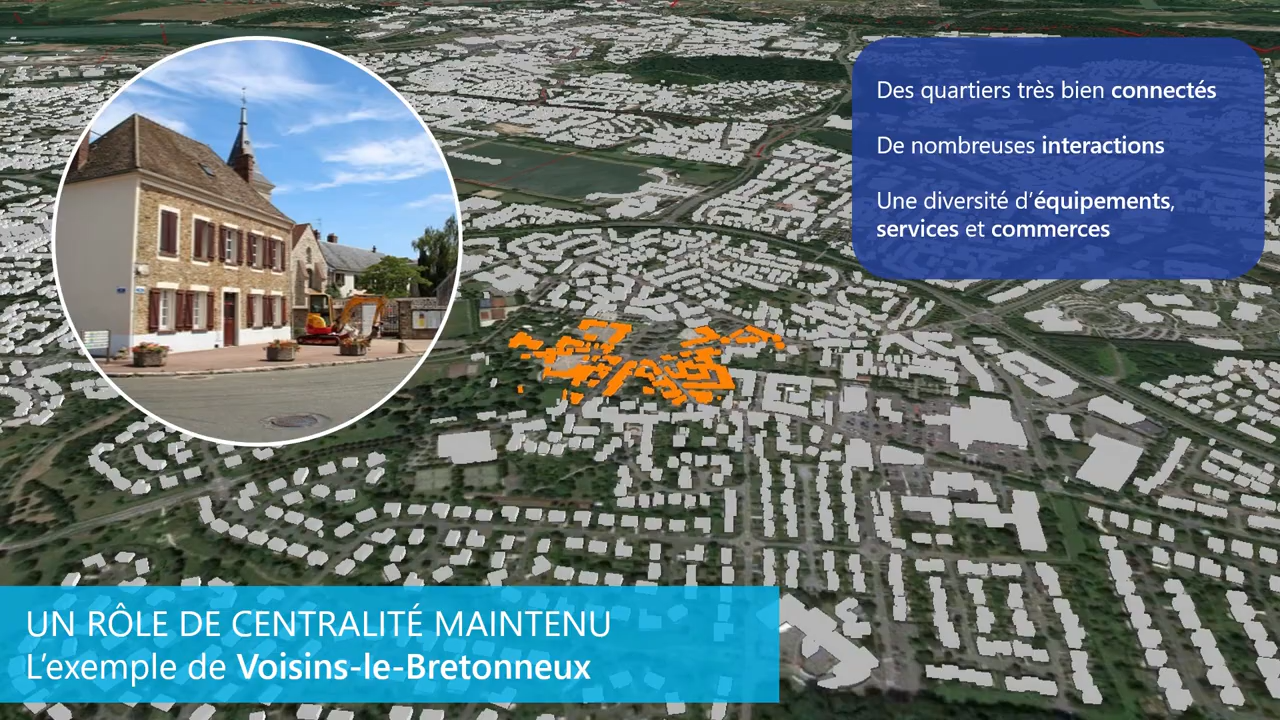 Des quartiers très bien connectés
De nombreuses interactions
Une diversité d’équipements,
services et commerces
UN RÔLE DE CENTRALITÉ MAINTENU
L’exemple de Voisins-le-Bretonneux